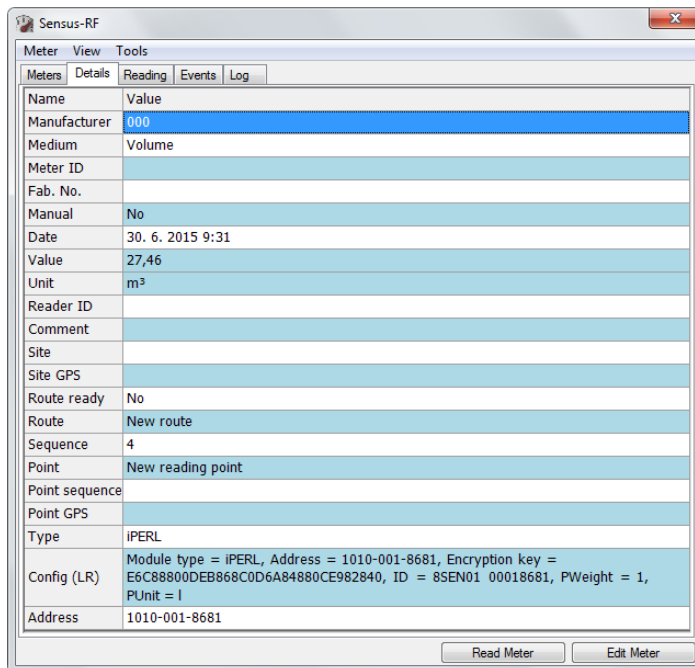 Sensus-RF
Meter View Tools
Meters Details Reading Events Log
Name Value
Manufacturer 000
Medium Volume
Meter ID
Fab. No.
Manual No
Date 30. 6. 2015 9:31
Value 27,46
Unit m³
Reader ID
Comment
Site
Site GPS
Route ready No
Route New route
Sequence 4
Point New reading point
Point sequence
Point GPS
Type iPERL
Config (LR) Module type = iPERL, Address = 1010-001-8681, Encryption key =
E6C88800DEB868C0D6A84880CE982840, ID = 8SEN01 00018681, PWeight = 1,
PUnit = l
Address 1010-001-8681
Read Meter Edit Meter